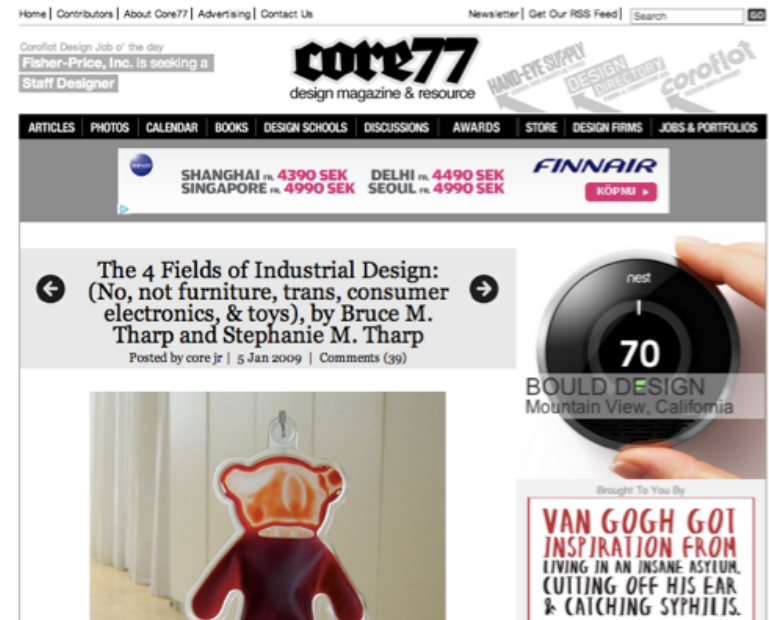 Home | Contributors | About Core77 | Advertising | Contact Us
Newsletter | Get Our RSS Feed | Search GO
Coroflot Design Job o' the day
Fisher-Price, Inc. is seeking a
Staff Designer
core77
design magazine & resource
HAND-EYE SUPPLY
DESIGN
DIRECTORY
coroflot
ARTICLES PHOTOS CALENDAR BOOKS DESIGN SCHOOLS DISCUSSIONS AWARDS STORE DESIGN FIRMS JOBS & PORTFOLIOS
SHANGHAI FR. 4390 SEK DELHI FR. 4490 SEK
SINGAPORE FR. 4990 SEK SEOUL FR. 4990 SEK
FINNAIR
KÖP NU
The 4 Fields of Industrial Design:
(No, not furniture, trans, consumer
electronics, & toys), by Bruce M.
Tharp and Stephanie M. Tharp
Posted by core jr | 5 Jan 2009 | Comments (39)
nest
70
BOULD DESIGN
Mountain View, California
Brought To You By
VAN GOGH GOT
INSPIRATION FROM
LIVING IN AN INSANE ASYLUM,
CUTTING OFF HIS EAR
& CATCHING SYPHILIS.